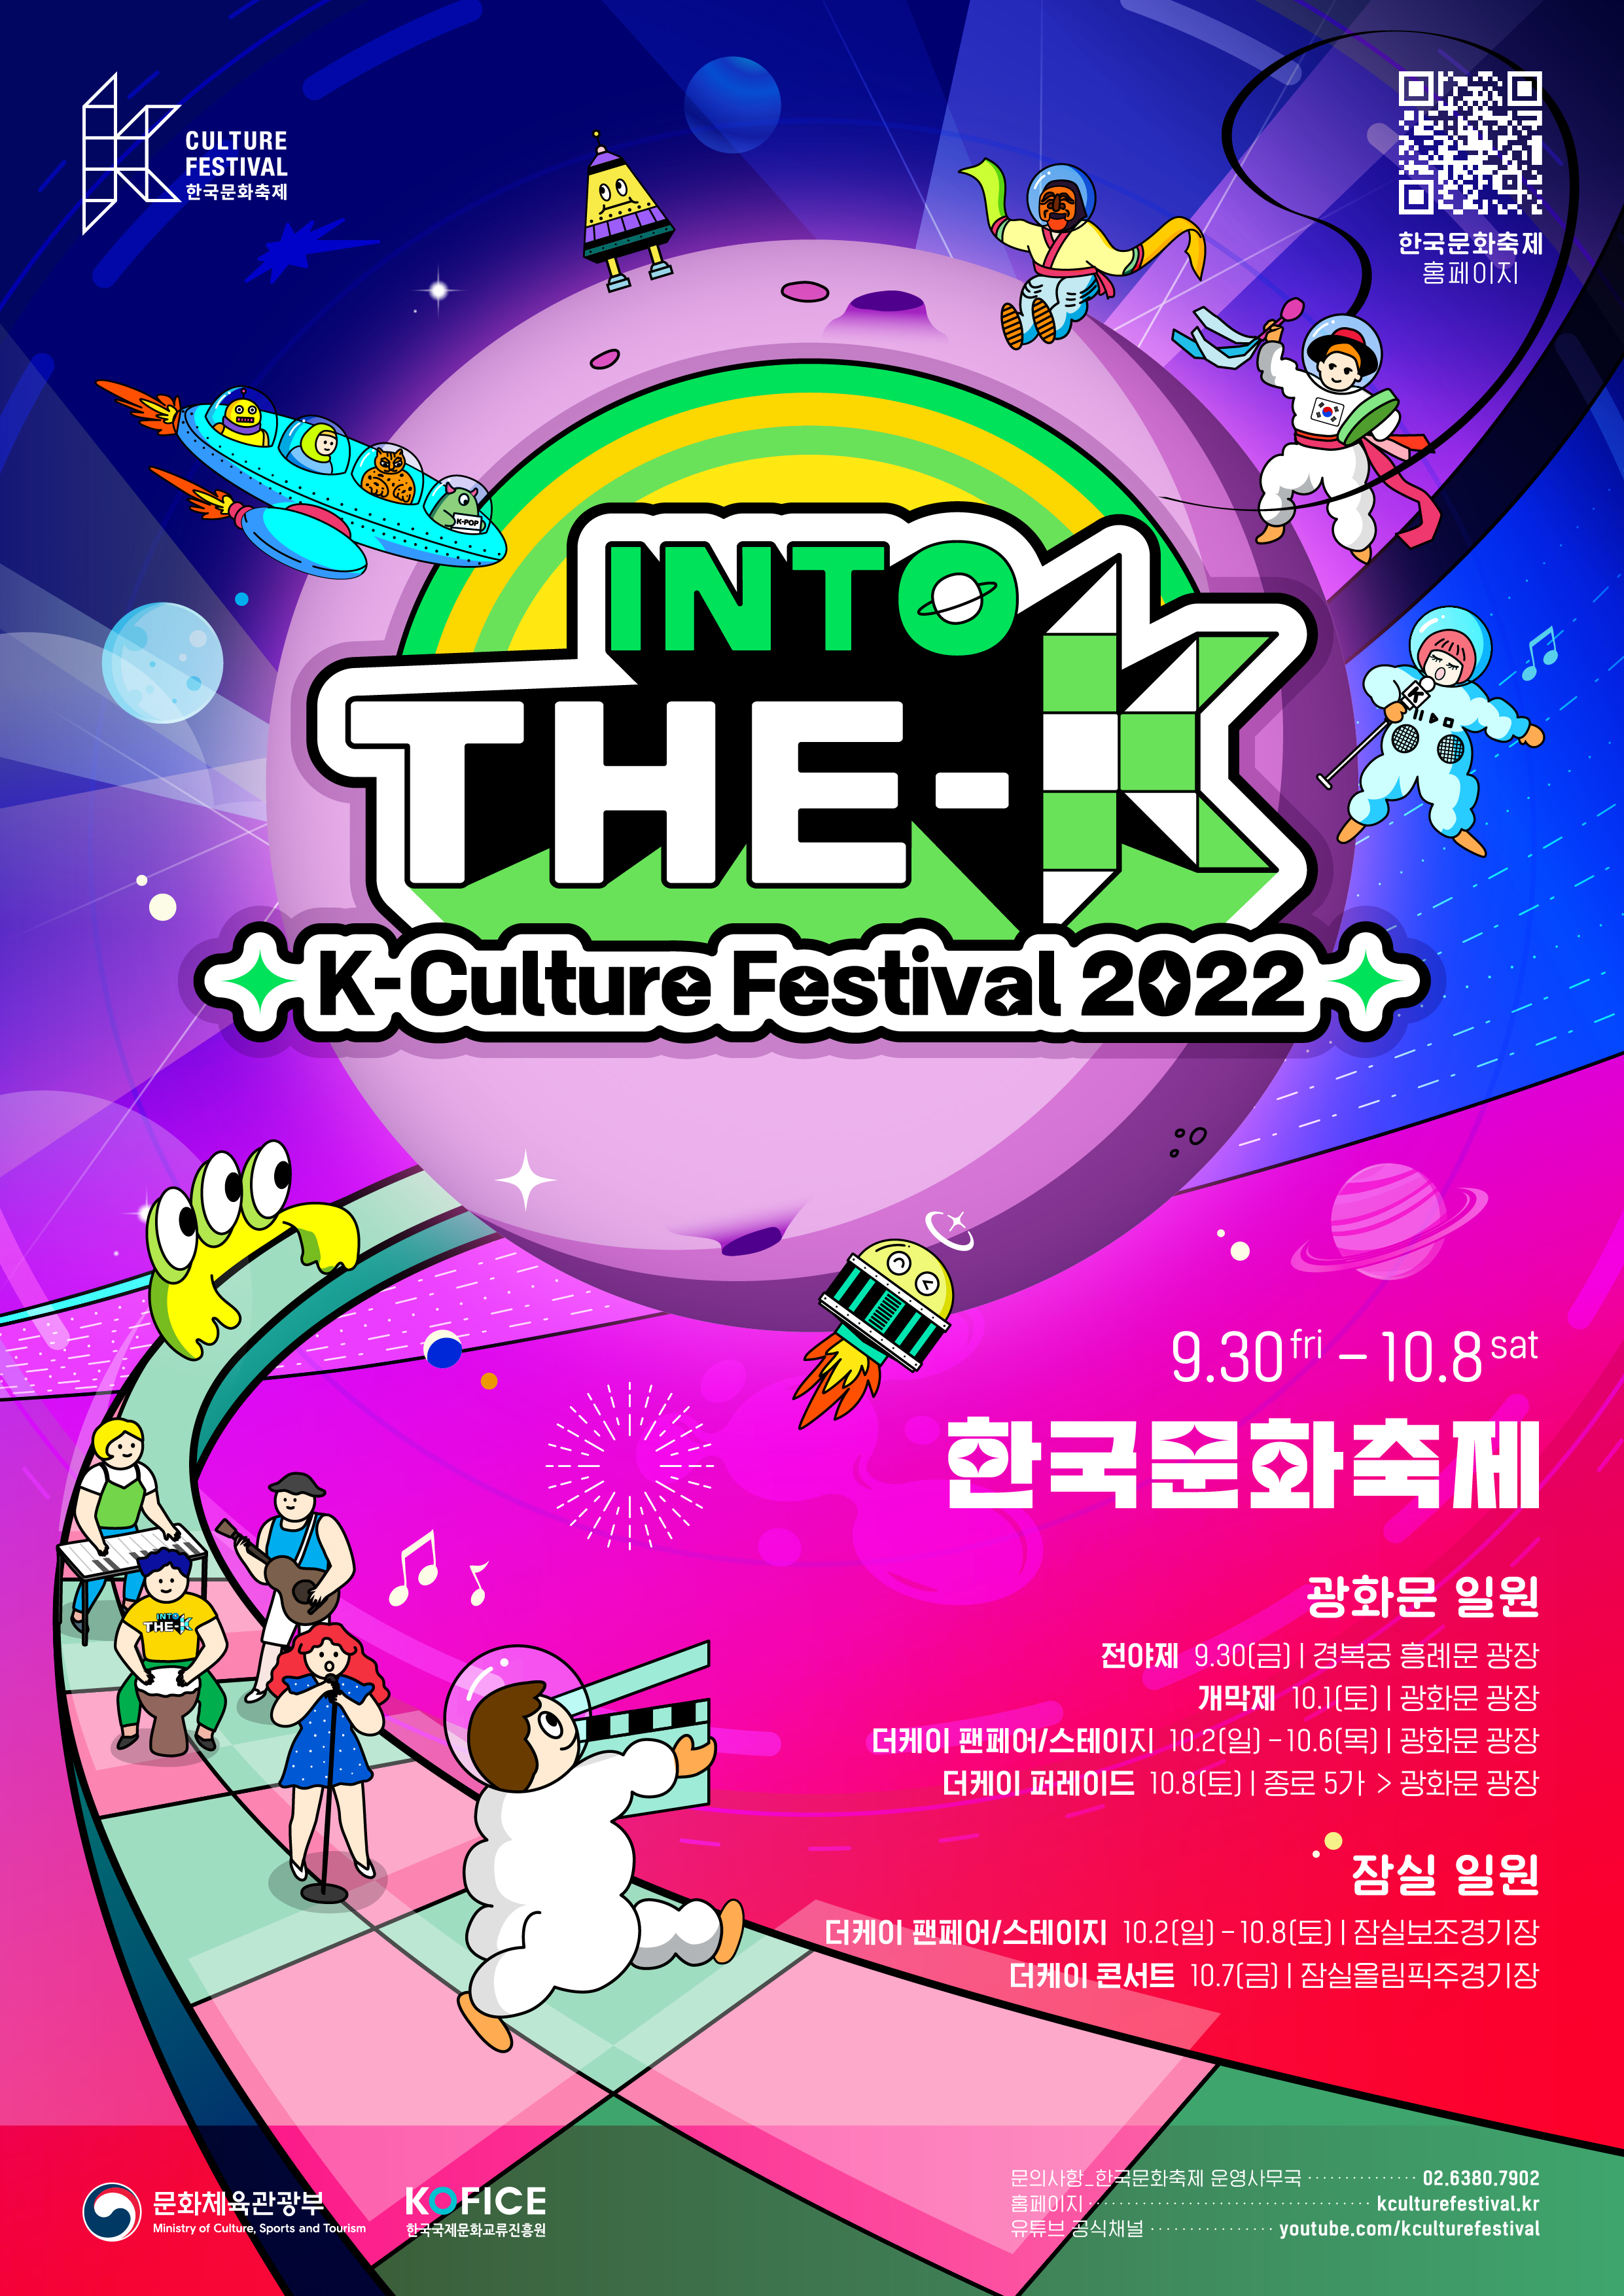 CULTURE
FESTIVAL
한국문화축제
한국문화축제
홈페이지
K-POP
INTO
THE-K
K-Culture Festival 2022
K
9.30 fri – 10.8 sat
한국문화축제
광화문 일원
전야제 9.30(금) | 경복궁 흥례문 광장
개막제 10.1(토) | 광화문 광장
더케이 팬페어/스테이지 10.2(일) – 10.6(목) | 광화문 광장
더케이 퍼레이드 10.8(토) | 종로 5가 > 광화문 광장
INTO
THE-K
잠실 일원
더케이 팬페어/스테이지 10.2(일) – 10.8(토) | 잠실보조경기장
더케이 콘서트 10.7(금) | 잠실올림픽주경기장
문화체육관광부
Ministry of Culture, Sports and Tourism
KOFICE
한국국제문화교류진흥원
문의사항_한국문화축제 운영사무국 ··············· 02.6380.7902
홈페이지 ······································ kculturefestival.kr
유튜브 공식채널 ················· youtube.com/kculturefestival